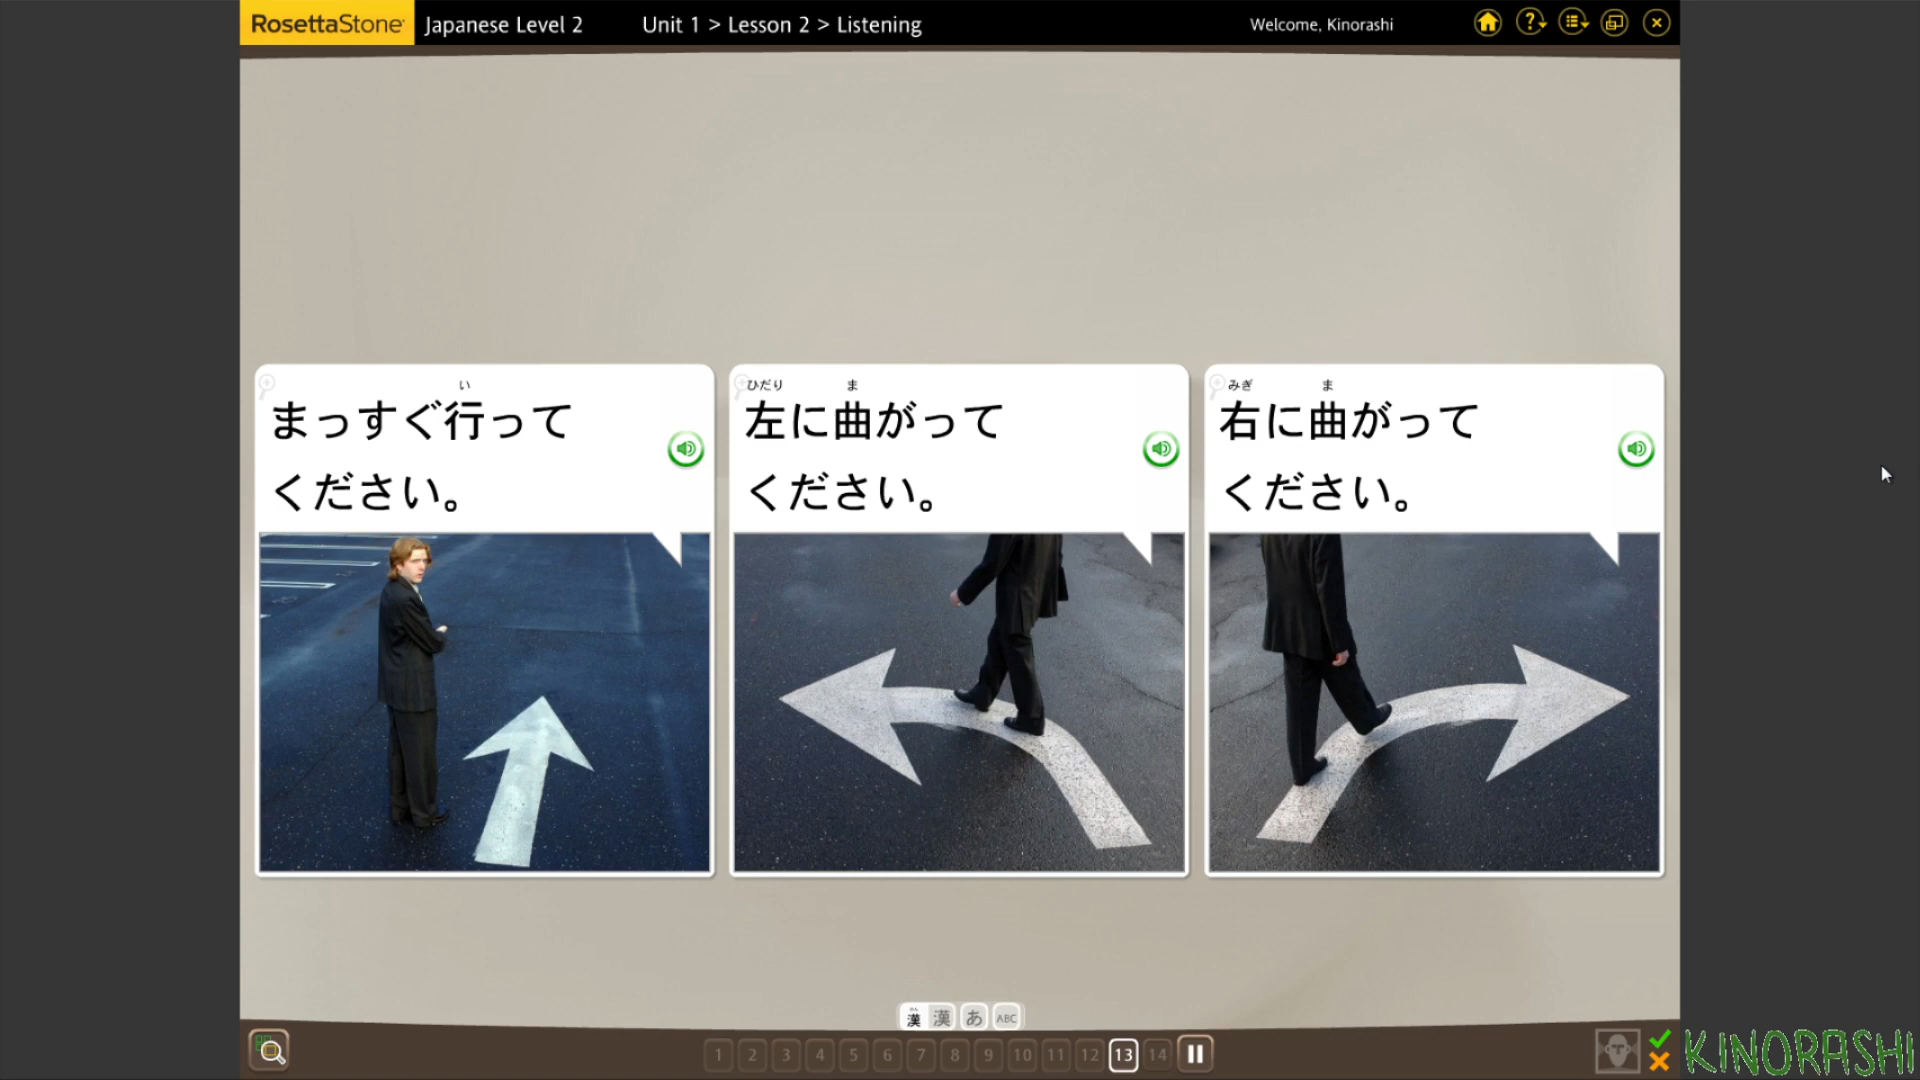 RosettaStone Japanese Level 2 Unit 1 > Lesson 2 > Listening Welcome, Kinorashi
い
まっすぐ行って
ください。
ひだり ま
左に曲がって
ください。
みぎ ま
右に曲がって
ください。
漢 漢 あ ABC
1 2 3 4 5 6 7 8 9 10 11 12 13 14
KINORASHI